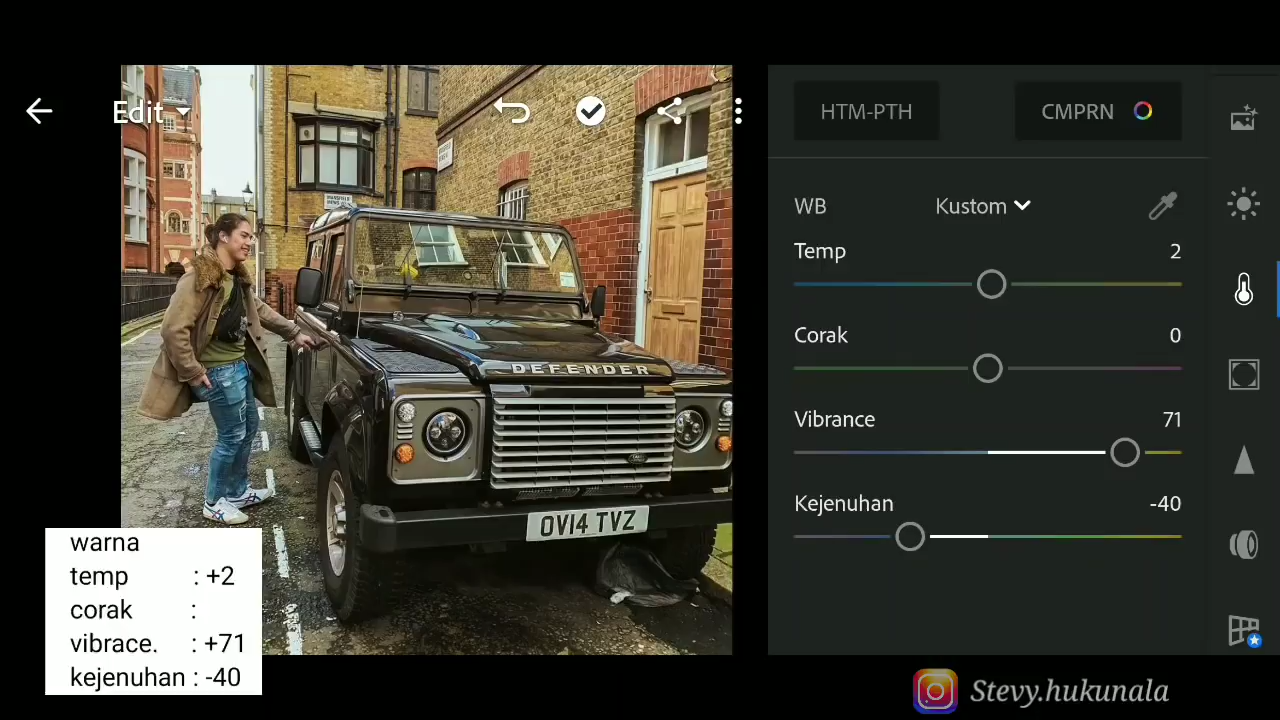 Edit
HTM-PTH
CMPRN
WB
Kustom
Temp
2
Corak
0
Vibrance
71
Kejenuhan
-40
DEFENDER
OV14 TVZ
warna
temp : +2
corak :
vibrace. : +71
kejenuhan : -40
Stevy.hukunala